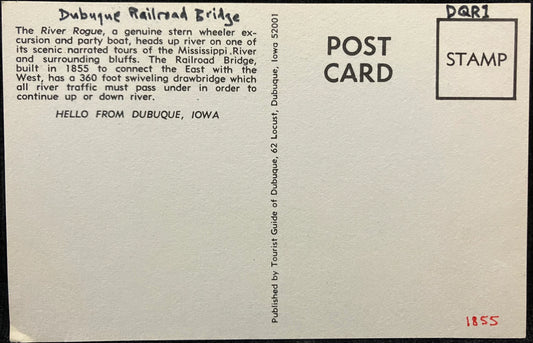 Dubuque Railroad Bridge
The River Rogue, a genuine stern wheeler ex-
cursion and party boat, heads up river on one of
its scenic narrated tours of the Mississippi River
and surrounding bluffs. The Railroad Bridge,
built in 1855 to connect the East with the
West, has a 360 foot swiveling drawbridge which
all river traffic must pass under in order to
continue up or down river.
HELLO FROM DUBUQUE, IOWA
Published by Tourist Guide of Dubuque, 62 Locust, Dubuque, Iowa 52001
POST
CARD
DQR1
STAMP
1855